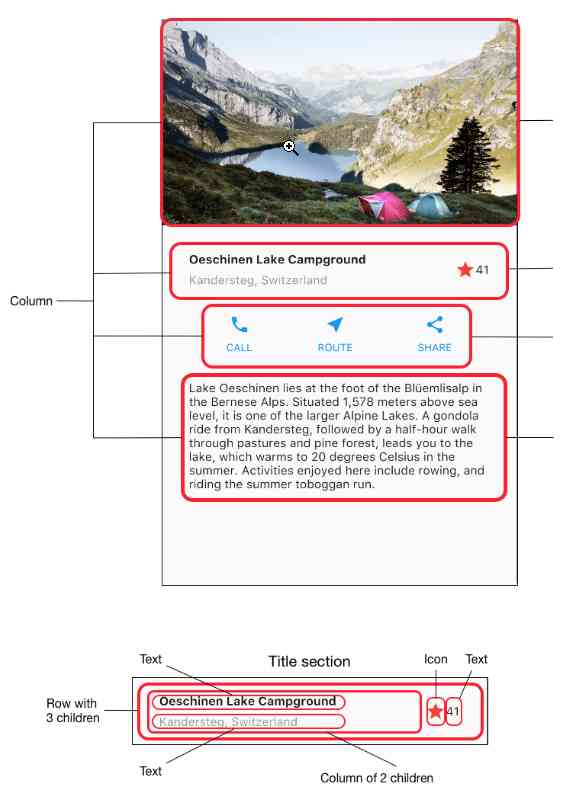 Oeschinen Lake Campground
Kandersteg, Switzerland
41
Column
CALL
ROUTE
SHARE
Lake Oeschinen lies at the foot of the Blüemlisalp in
the Bernese Alps. Situated 1,578 meters above sea
level, it is one of the larger Alpine Lakes. A gondola
ride from Kandersteg, followed by a half-hour walk
through pastures and pine forest, leads you to the
lake, which warms to 20 degrees Celsius in the
summer. Activities enjoyed here include rowing, and
riding the summer toboggan run.
Text
Title section
Icon
Text
Row with
3 children
Oeschinen Lake Campground
Kandersteg, Switzerland
41
Text
Column of 2 children